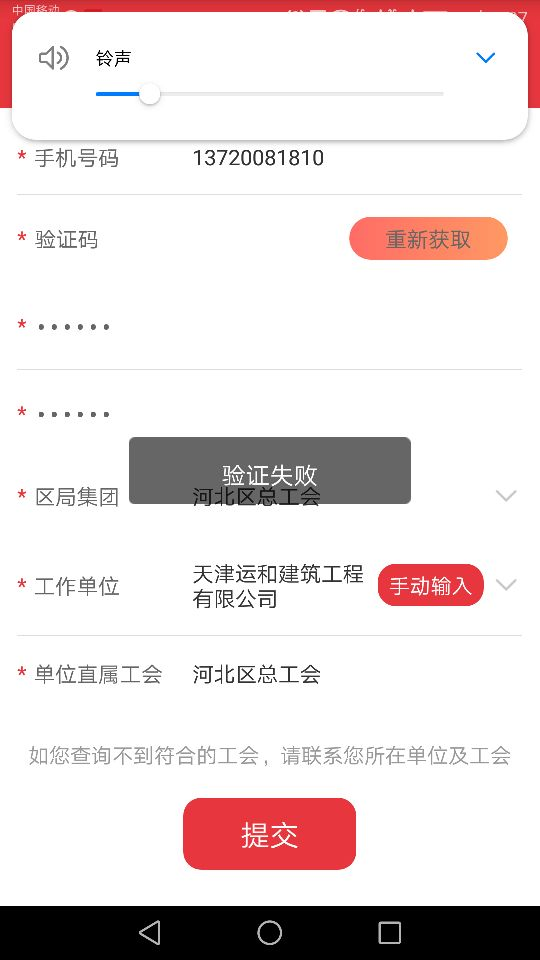 中国移动
铃声
* 手机号码 13720081810
* 验证码 重新获取
* ······
* ······
验证失败
* 区局集团 河北区总工会
* 工作单位 天津运和建筑工程有限公司 手动输入
* 单位直属工会 河北区总工会
如您查询不到符合的工会，请联系您所在单位及工会
提交